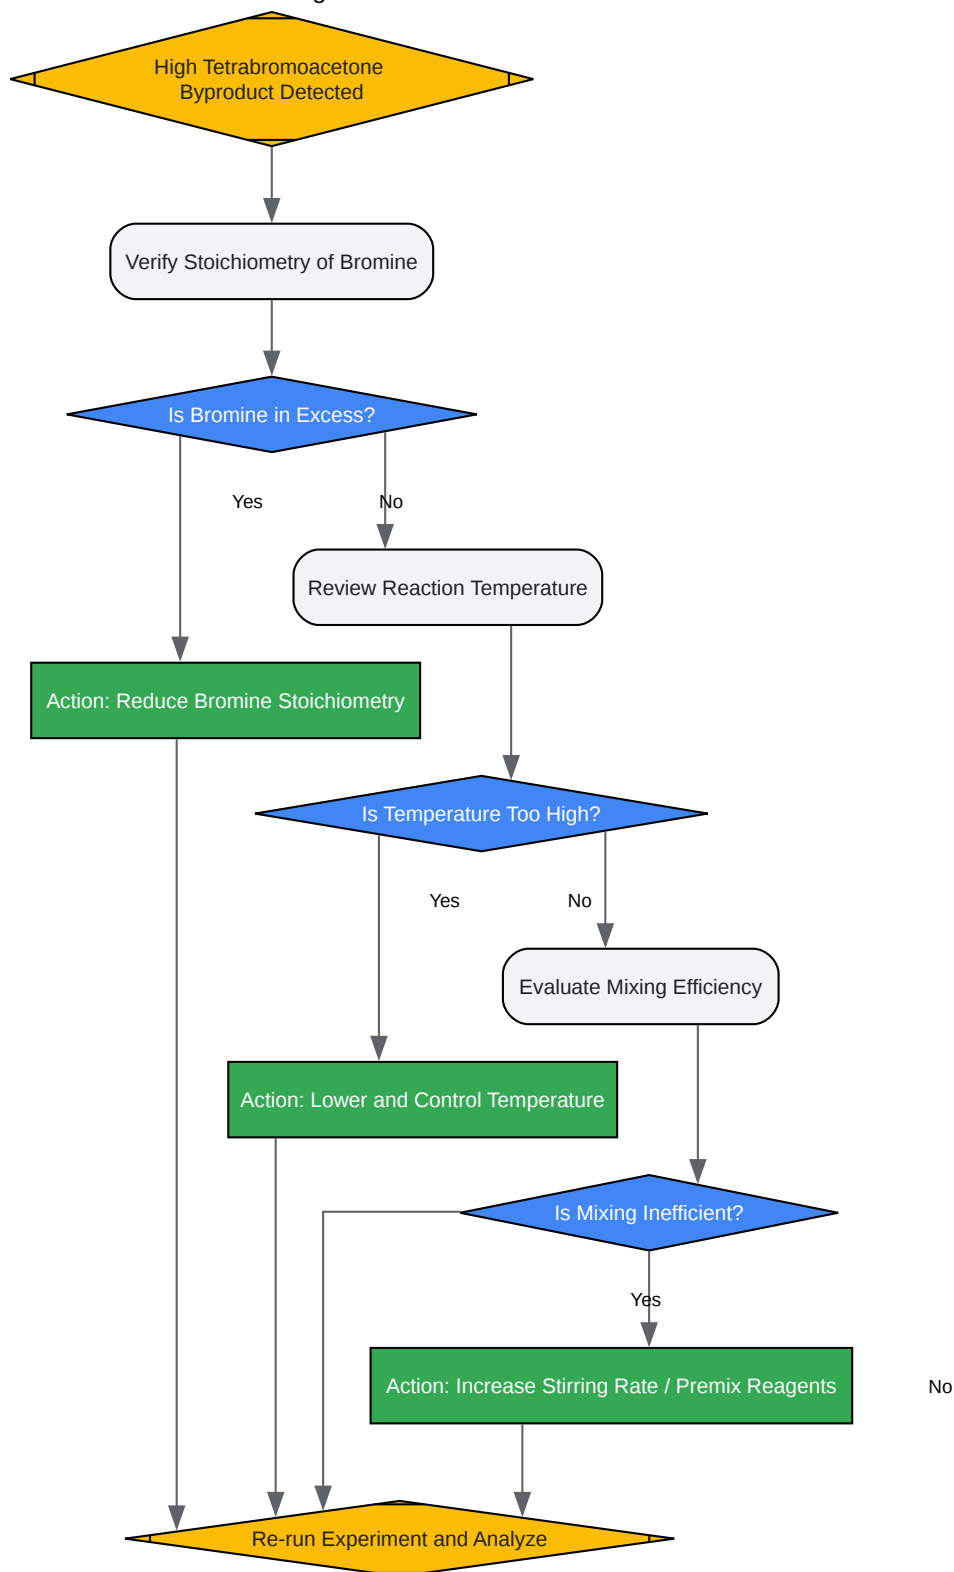 High Tetrabromoacetone
Byproduct Detected
Verify Stoichiometry of Bromine
Is Bromine in Excess?
Yes
No
Review Reaction Temperature
Action: Reduce Bromine Stoichiometry
Is Temperature Too High?
Yes
No
Evaluate Mixing Efficiency
Action: Lower and Control Temperature
Is Mixing Inefficient?
Yes
Action: Increase Stirring Rate / Premix Reagents
No
Re-run Experiment and Analyze